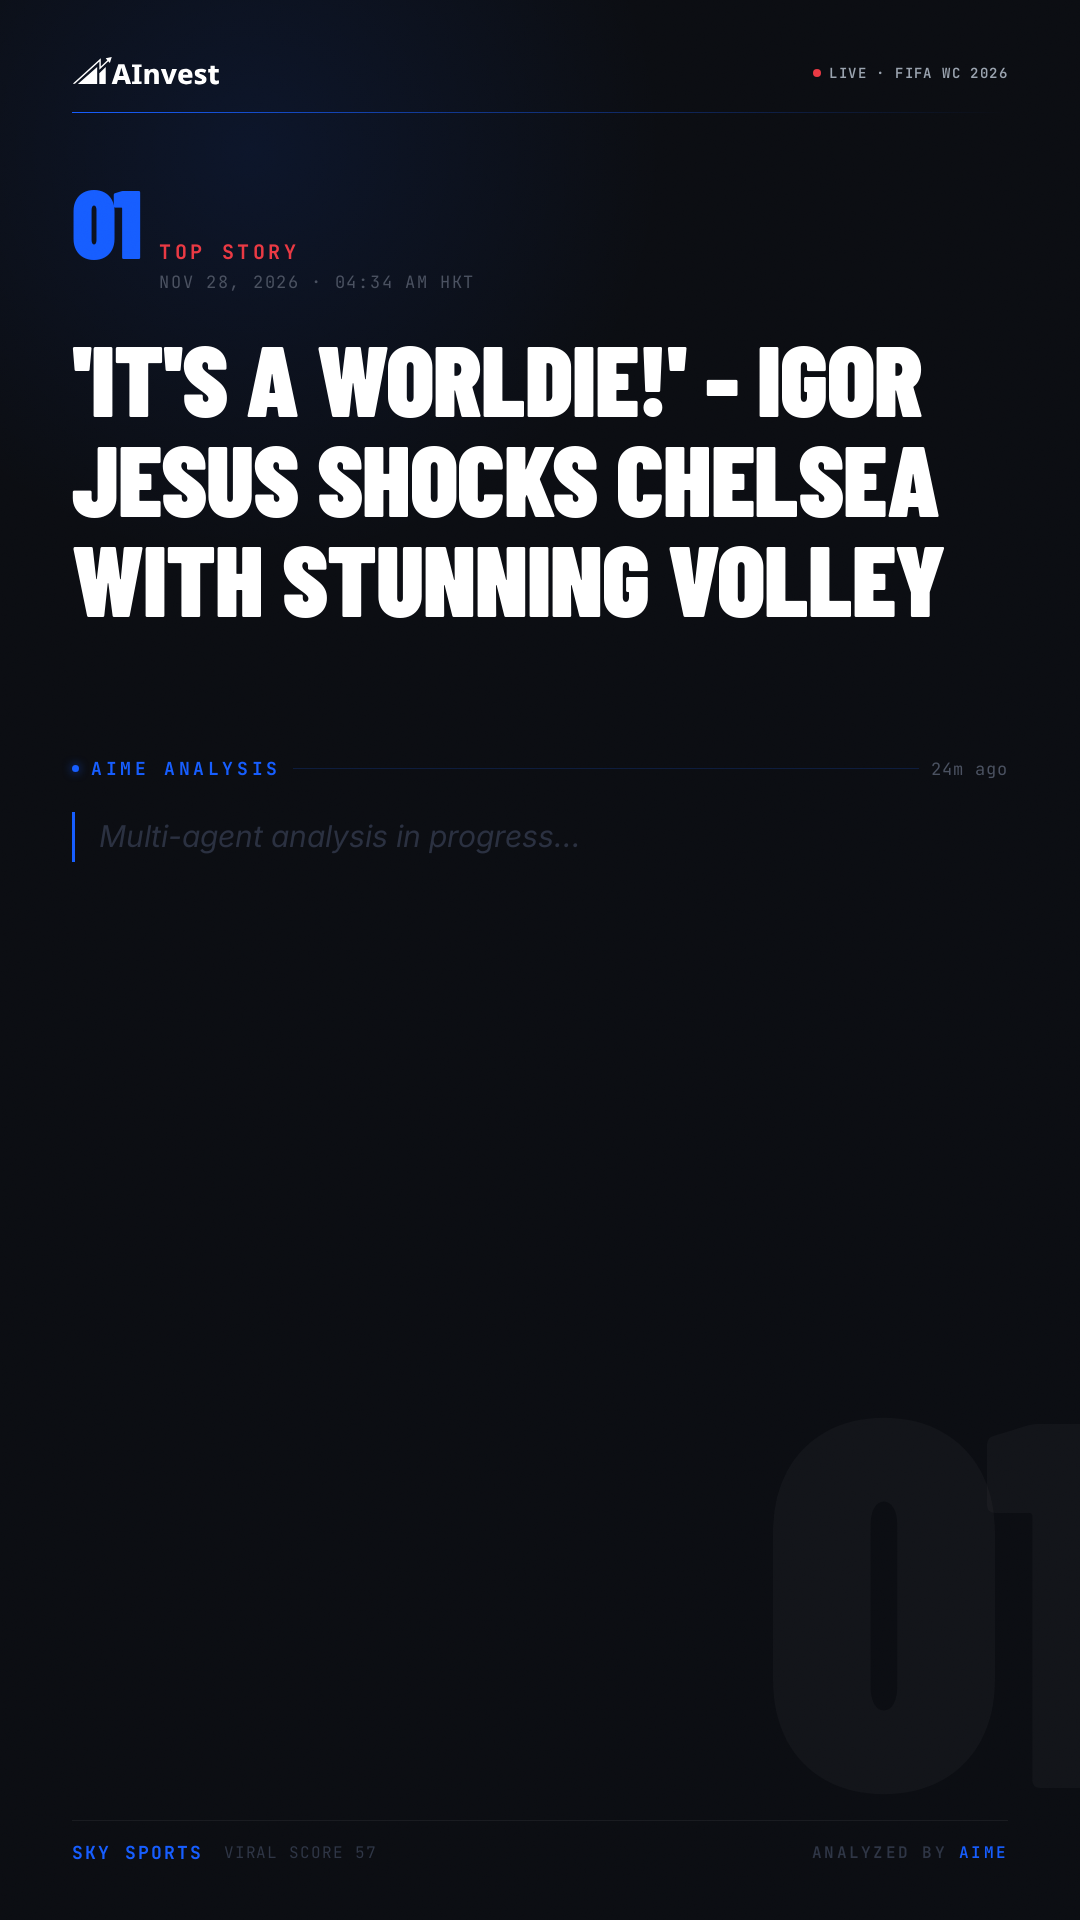 AInvest
LIVE · FIFA WC 2026
01
TOP STORY
NOV 28, 2026 · 04:34 AM HKT
'IT'S A WORLDIE!' – IGOR
JESUS SHOCKS CHELSEA
WITH STUNNING VOLLEY
AIME ANALYSIS
24m ago
Multi-agent analysis in progress...
01
SKY SPORTS VIRAL SCORE 57
ANALYZED BY AIME